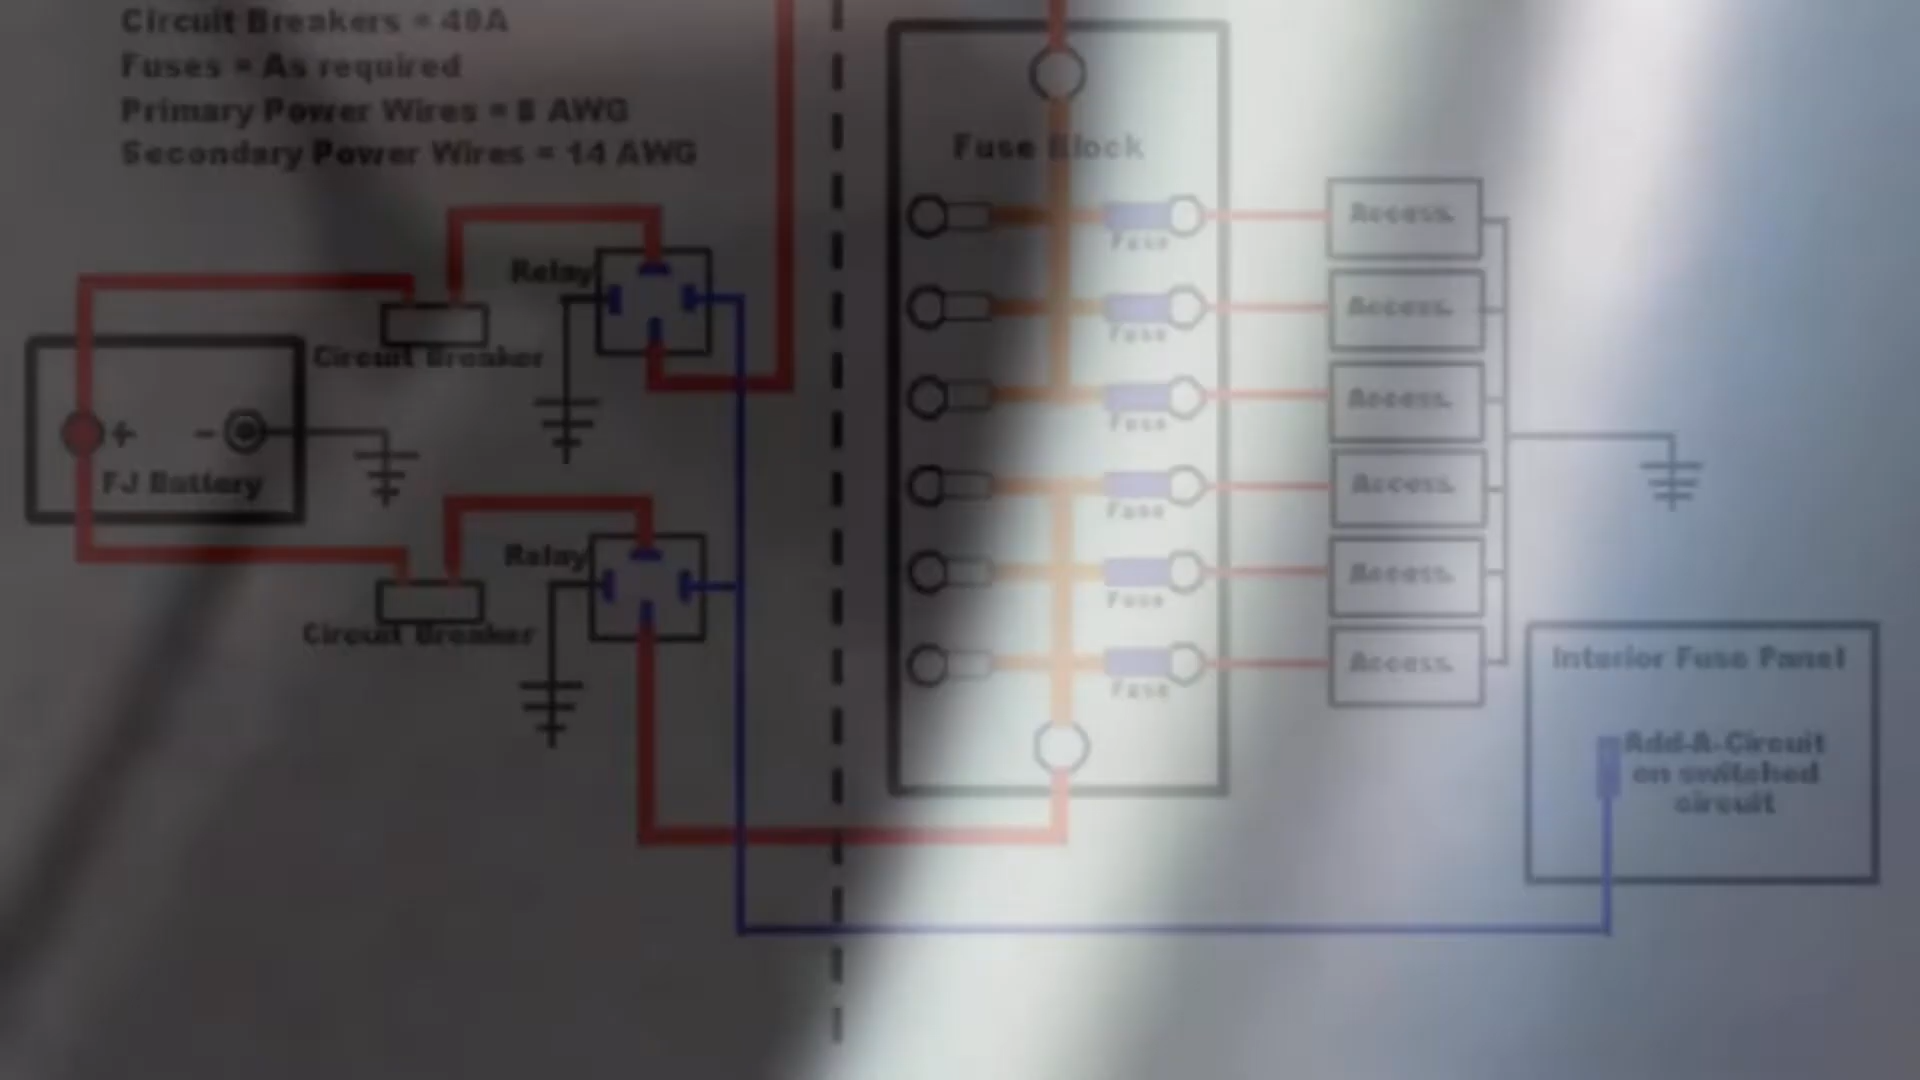 Circuit Breakers = 40A
Fuses = As required
Primary Power Wires = 8 AWG
Secondary Power Wires = 14 AWG
Fuse Block
Fuse
Fuse
Fuse
Fuse
Fuse
Fuse
Access.
Access.
Access.
Access.
Access.
Access.
Relay
Circuit Breaker
+ -
FJ Battery
Relay
Circuit Breaker
Interior Fuse Panel
Add-A-Circuit
on switched
circuit